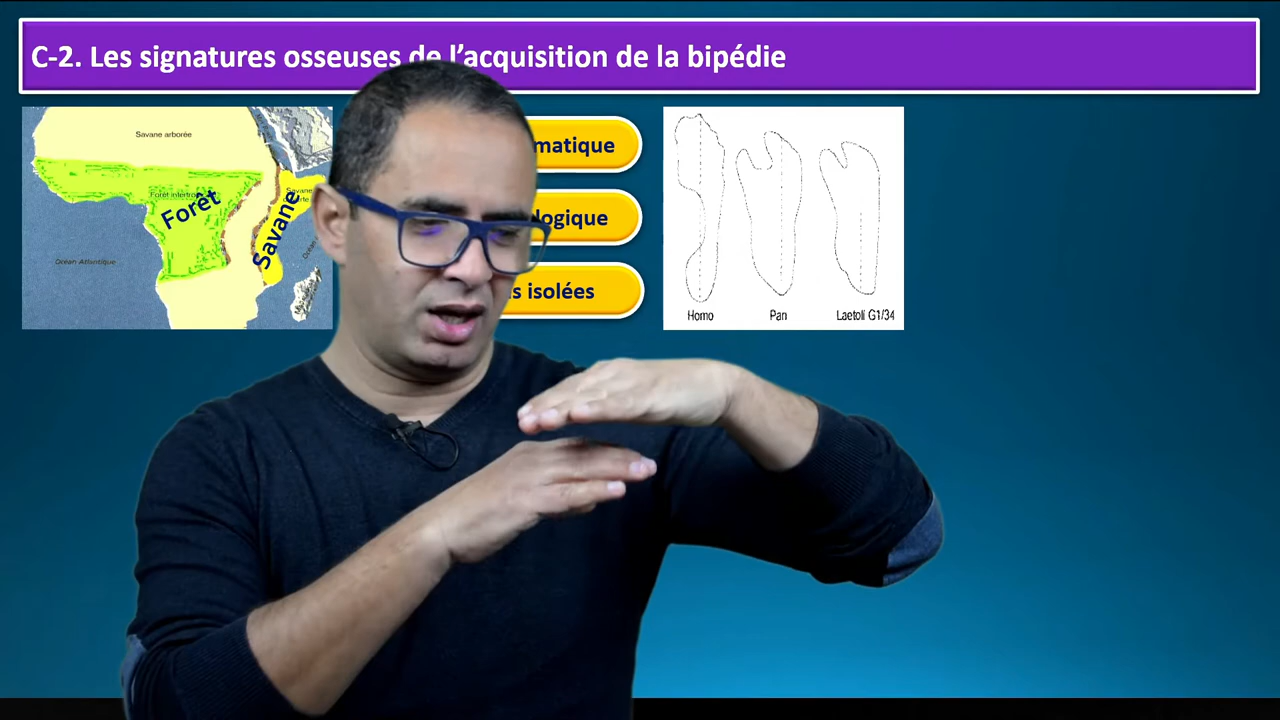 C-2. Les signatures osseuses de l'acquisition de la bipédie
Savane arborée
Forêt
Savane
Océan Atlantique
matique
logique
isolées
Homo
Pan
Laetoli G1/34